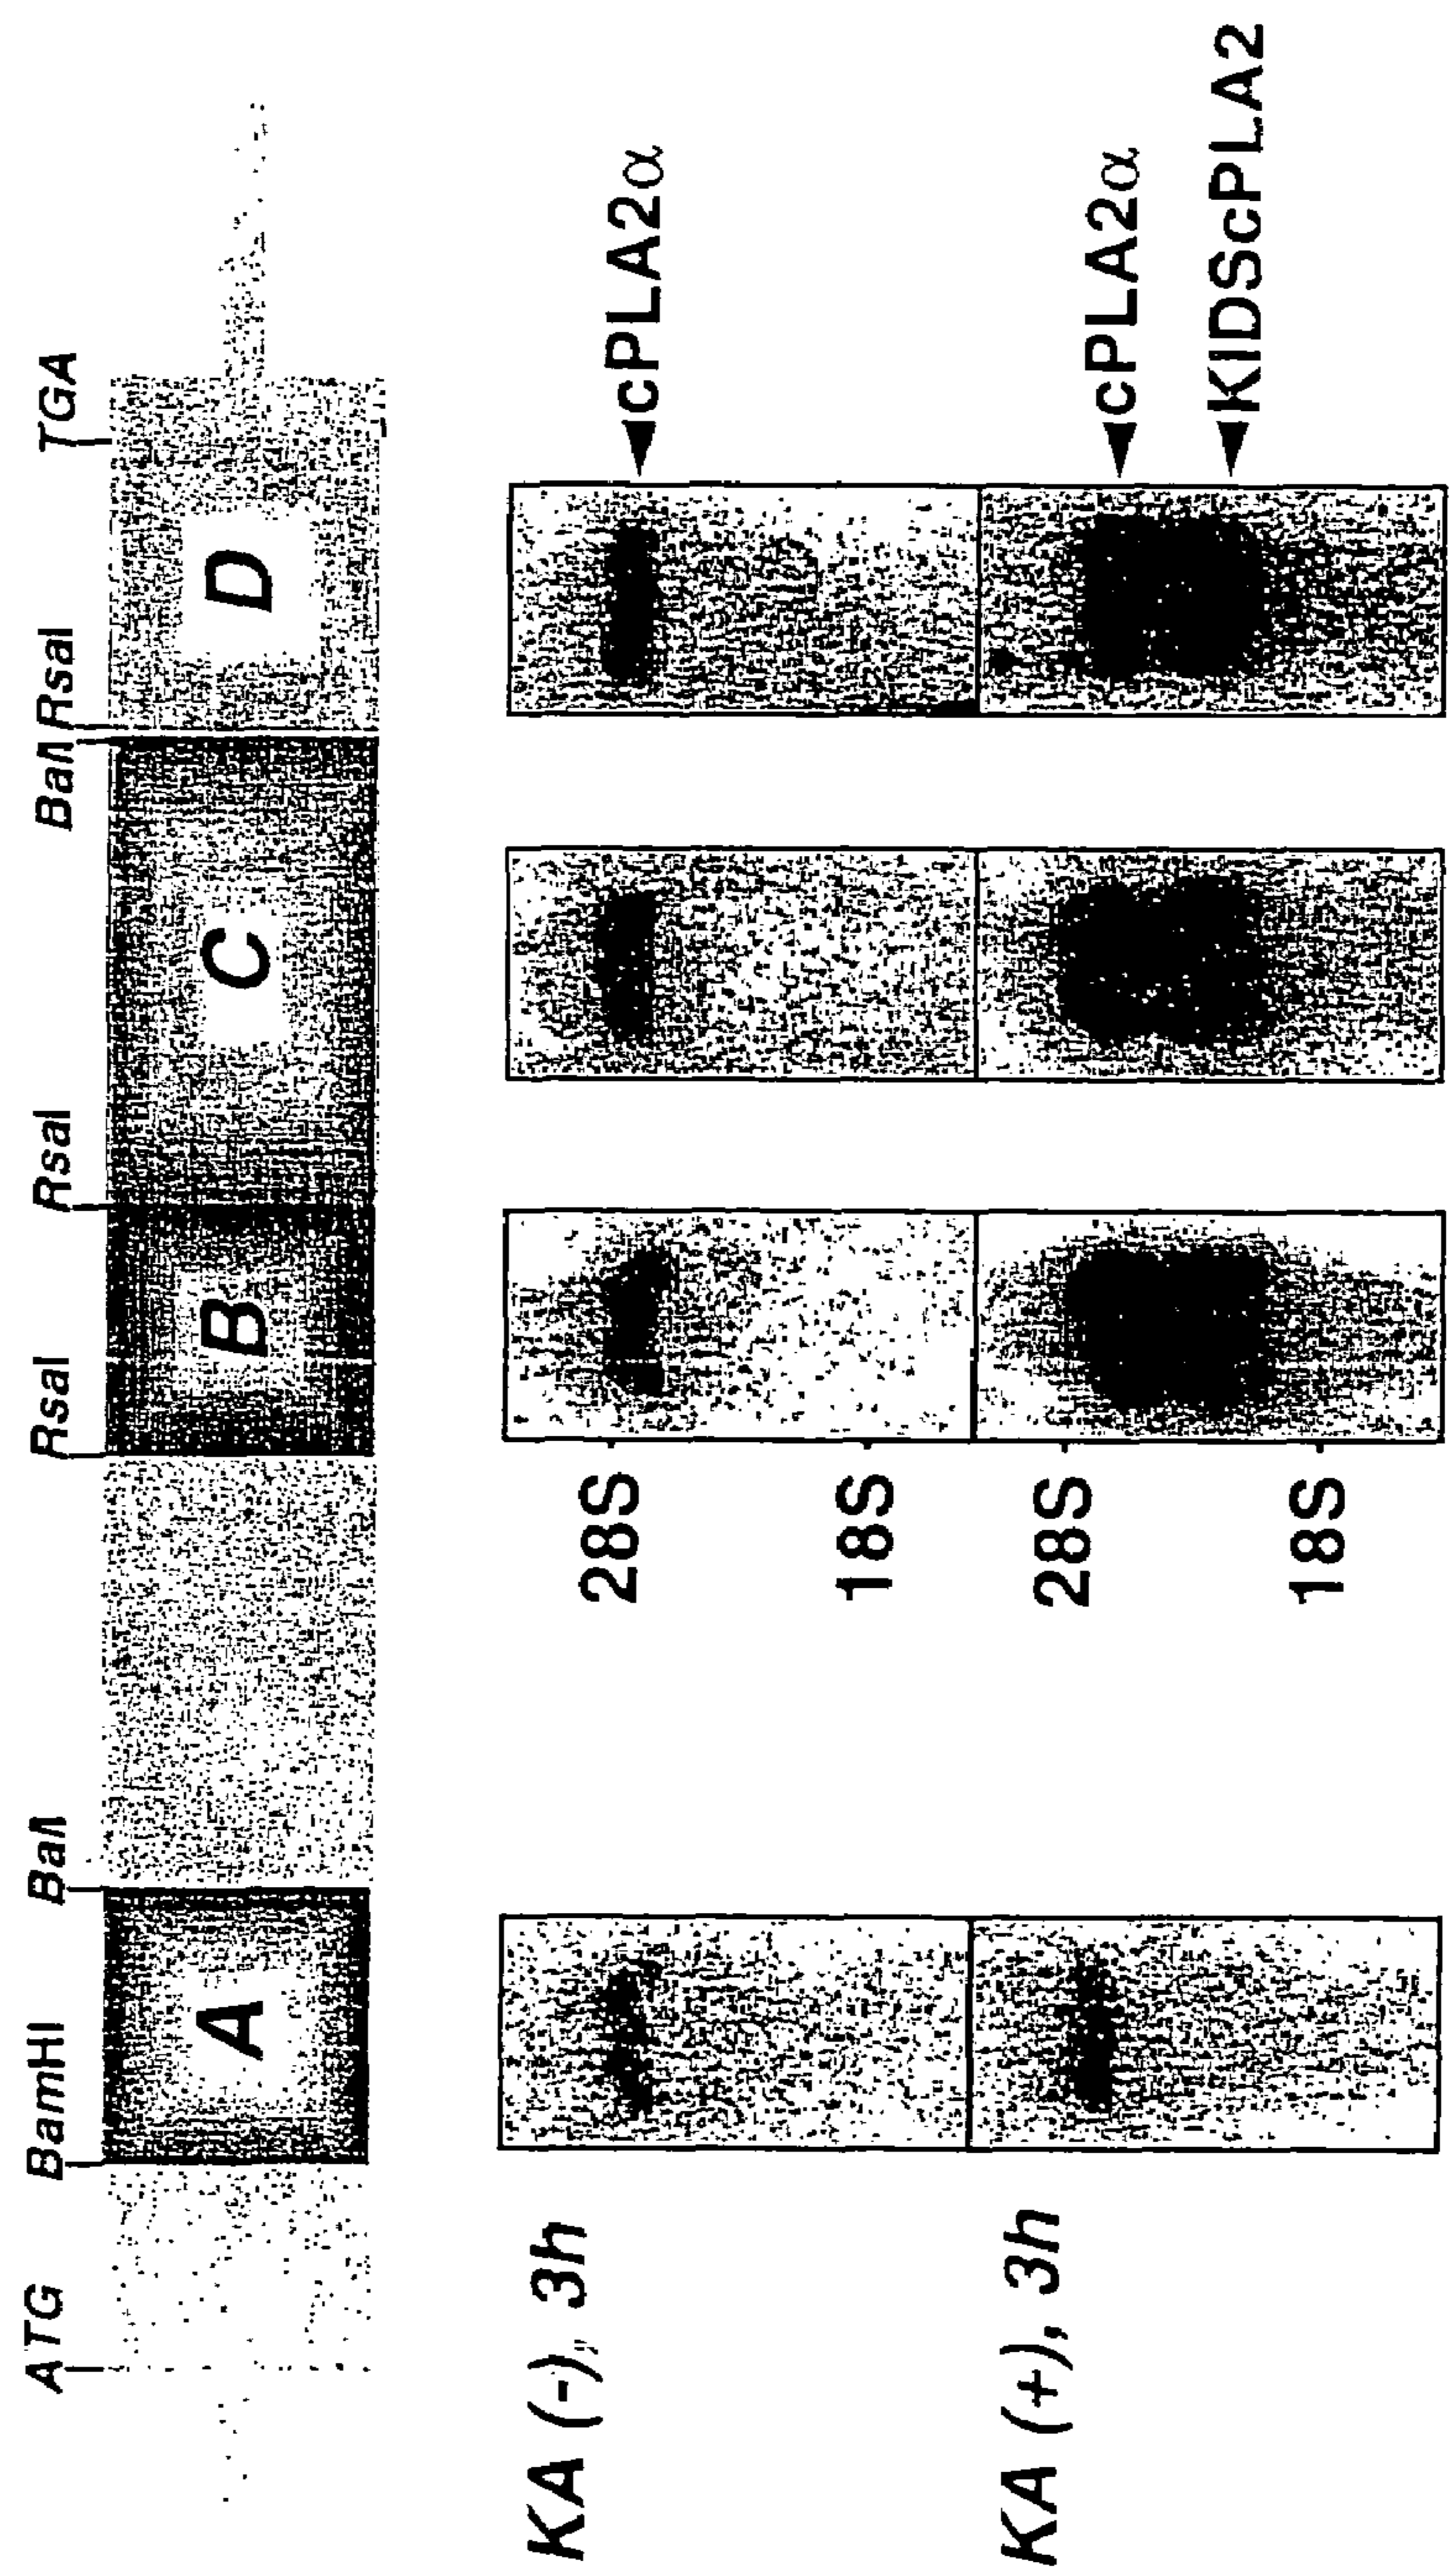 ATG BamHI BalI RsaI RsaI BalI RsaI TGA
A B C D
KA (-), 3h
28S
18S
cPLA2α
KA (+), 3h
28S
18S
cPLA2α
KIDScPLA2